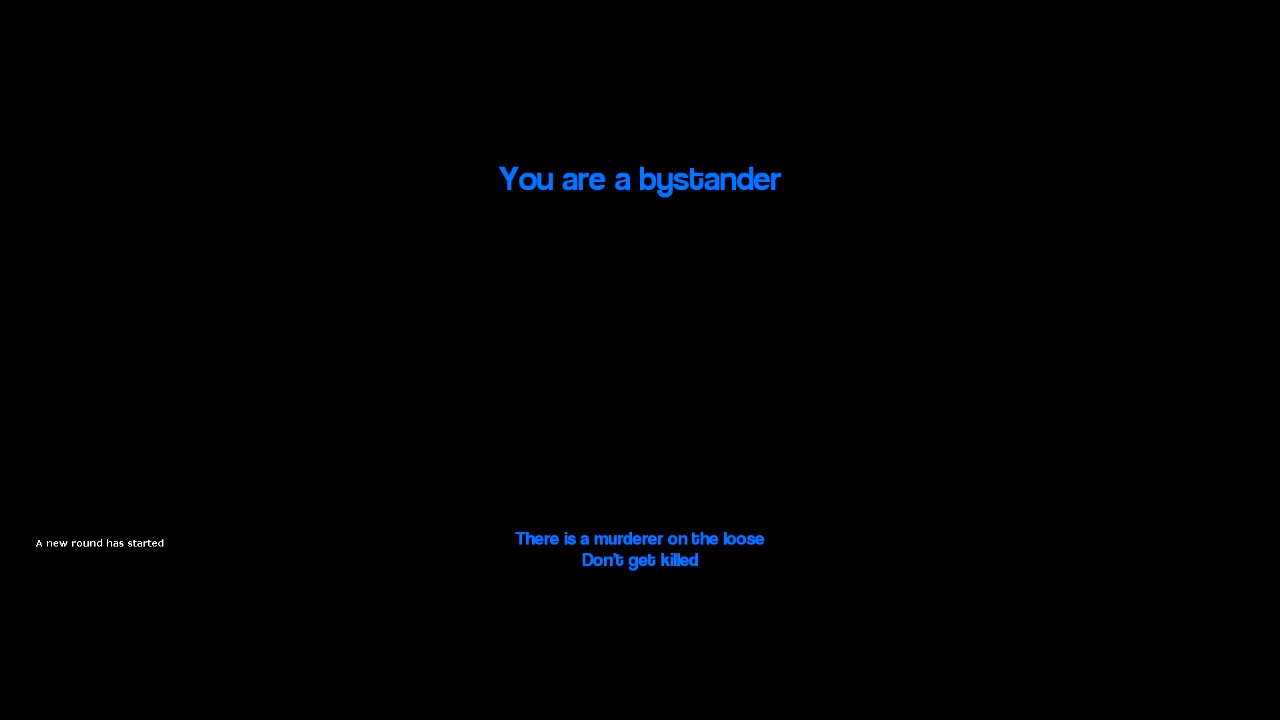 You are a bystander
A new round has started
There is a murderer on the loose
Don't get killed